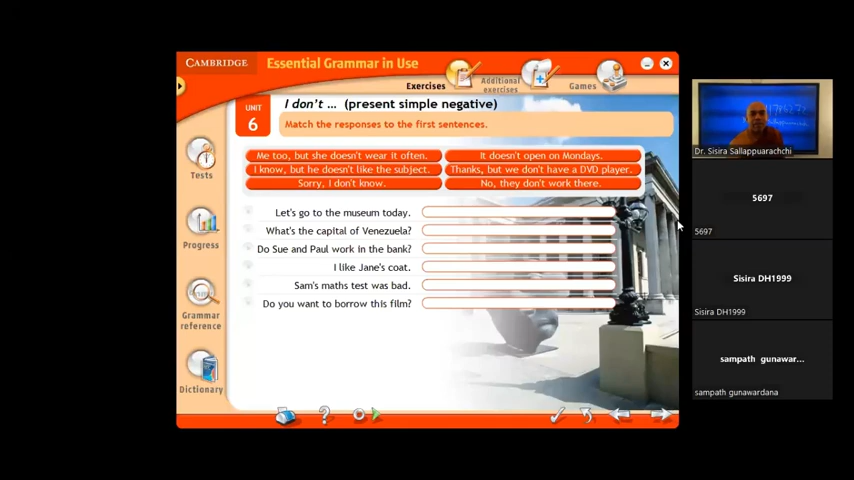 CAMBRIDGE Essential Grammar in Use
Exercises
Additional exercises
Games
UNIT 6
I don't ... (present simple negative)
Match the responses to the first sentences.
Me too, but she doesn't wear it often.
It doesn't open on Mondays.
I know, but he doesn't like the subject.
Thanks, but we don't have a DVD player.
Sorry, I don't know.
No, they don't work there.
Let's go to the museum today.
What's the capital of Venezuela?
Do Sue and Paul work in the bank?
I like Jane's coat.
Sam's maths test was bad.
Do you want to borrow this film?
Tests
Progress
Grammar reference
Dictionary
Dr. Sisira Sallappuarachchi
5697
5697
Sisira DH1999
Sisira DH1999
sampath gunawar...
sampath gunawardana